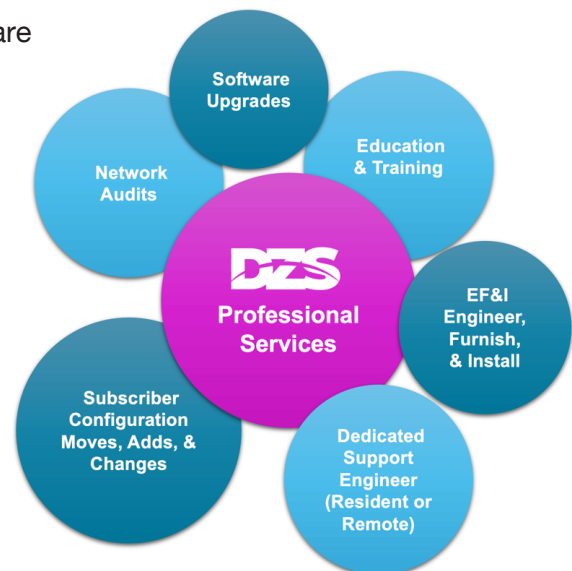 are
Software
Upgrades
Education
& Training
Network
Audits
DZS
Professional
Services
EF&I
Engineer,
Furnish,
& Install
Subscriber
Configuration
Moves, Adds, &
Changes
Dedicated
Support
Engineer
(Resident or
Remote)